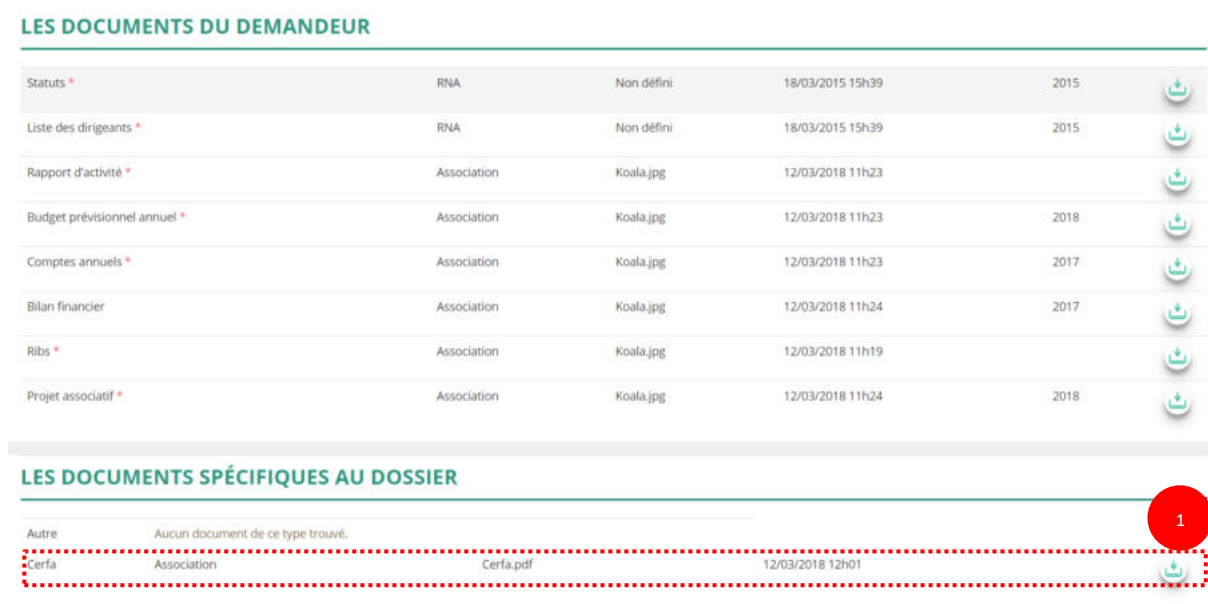 LES DOCUMENTS DU DEMANDEUR
Statuts * RNA Non défini 18/03/2015 15h39 2015
Liste des dirigeants * RNA Non défini 18/03/2015 15h39 2015
Rapport d'activité * Association Koala.jpg 12/03/2018 11h23
Budget prévisionnel annuel * Association Koala.jpg 12/03/2018 11h23 2018
Comptes annuels * Association Koala.jpg 12/03/2018 11h23 2017
Bilan financier Association Koala.jpg 12/03/2018 11h24 2017
Ribs * Association Koala.jpg 12/03/2018 11h19
Projet associatif * Association Koala.jpg 12/03/2018 11h24 2018
LES DOCUMENTS SPÉCIFIQUES AU DOSSIER
1
Autre Aucun document de ce type trouvé.
Cerfa Association Cerfa.pdf 12/03/2018 12h01